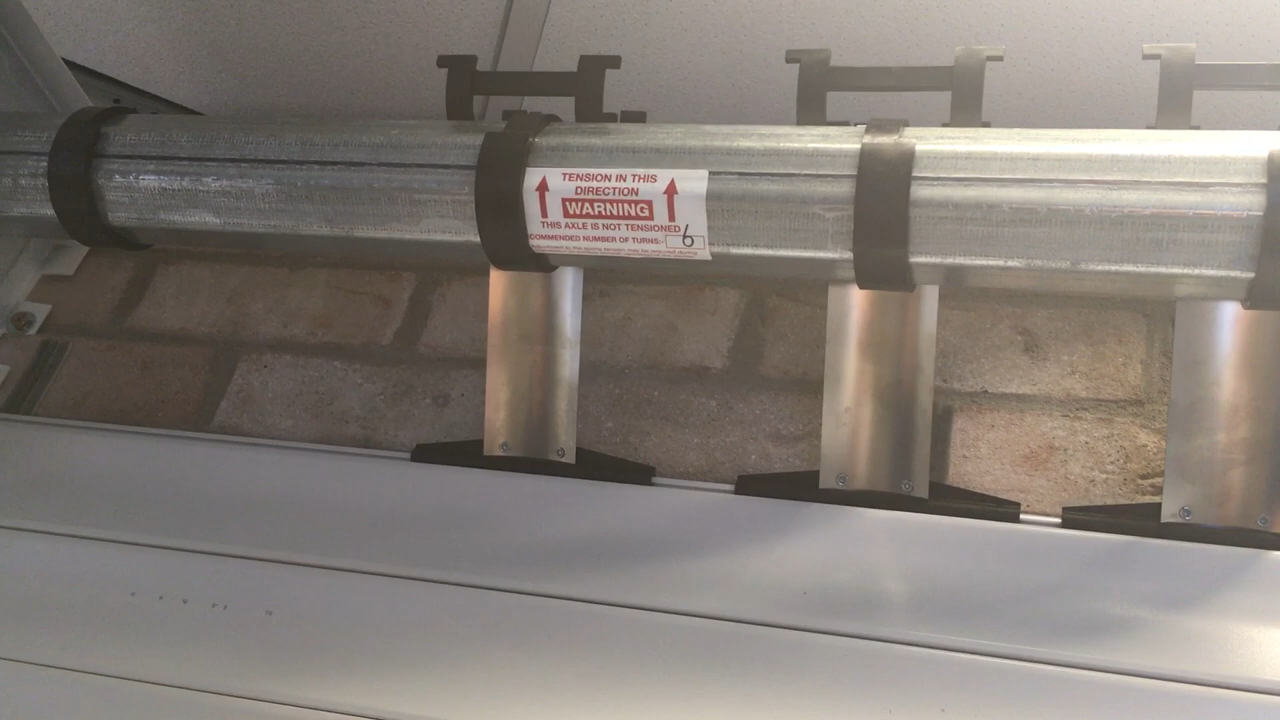 TENSION IN THIS
DIRECTION
WARNING
THIS AXLE IS NOT TENSIONED
COMMENDED NUMBER OF TURNS:- 6